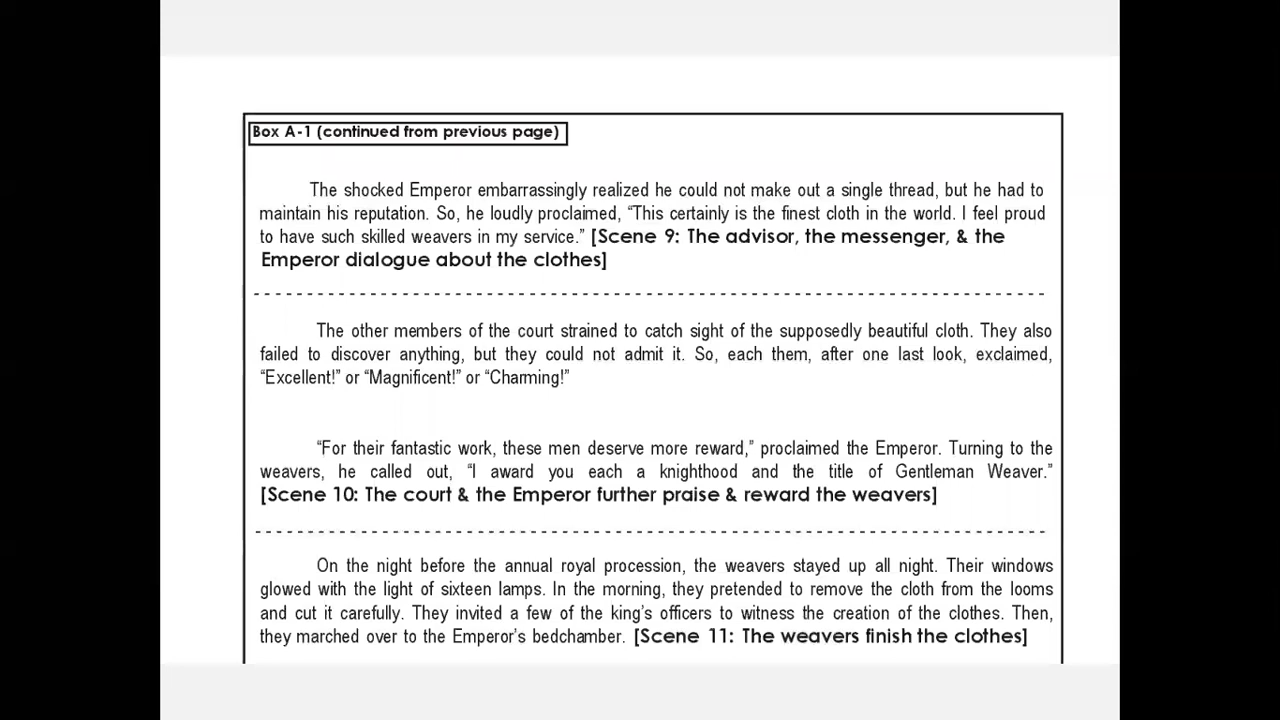 Box A-1 (continued from previous page)
The shocked Emperor embarrassingly realized he could not make out a single thread, but he had to
maintain his reputation. So, he loudly proclaimed, “This certainly is the finest cloth in the world. I feel proud
to have such skilled weavers in my service.” [Scene 9: The advisor, the messenger, & the
Emperor dialogue about the clothes]
The other members of the court strained to catch sight of the supposedly beautiful cloth. They also
failed to discover anything, but they could not admit it. So, each them, after one last look, exclaimed,
“Excellent!” or “Magnificent!” or “Charming!”
“For their fantastic work, these men deserve more reward,” proclaimed the Emperor. Turning to the
weavers, he called out, “I award you each a knighthood and the title of Gentleman Weaver.”
[Scene 10: The court & the Emperor further praise & reward the weavers]
On the night before the annual royal procession, the weavers stayed up all night. Their windows
glowed with the light of sixteen lamps. In the morning, they pretended to remove the cloth from the looms
and cut it carefully. They invited a few of the king’s officers to witness the creation of the clothes. Then,
they marched over to the Emperor’s bedchamber. [Scene 11: The weavers finish the clothes]